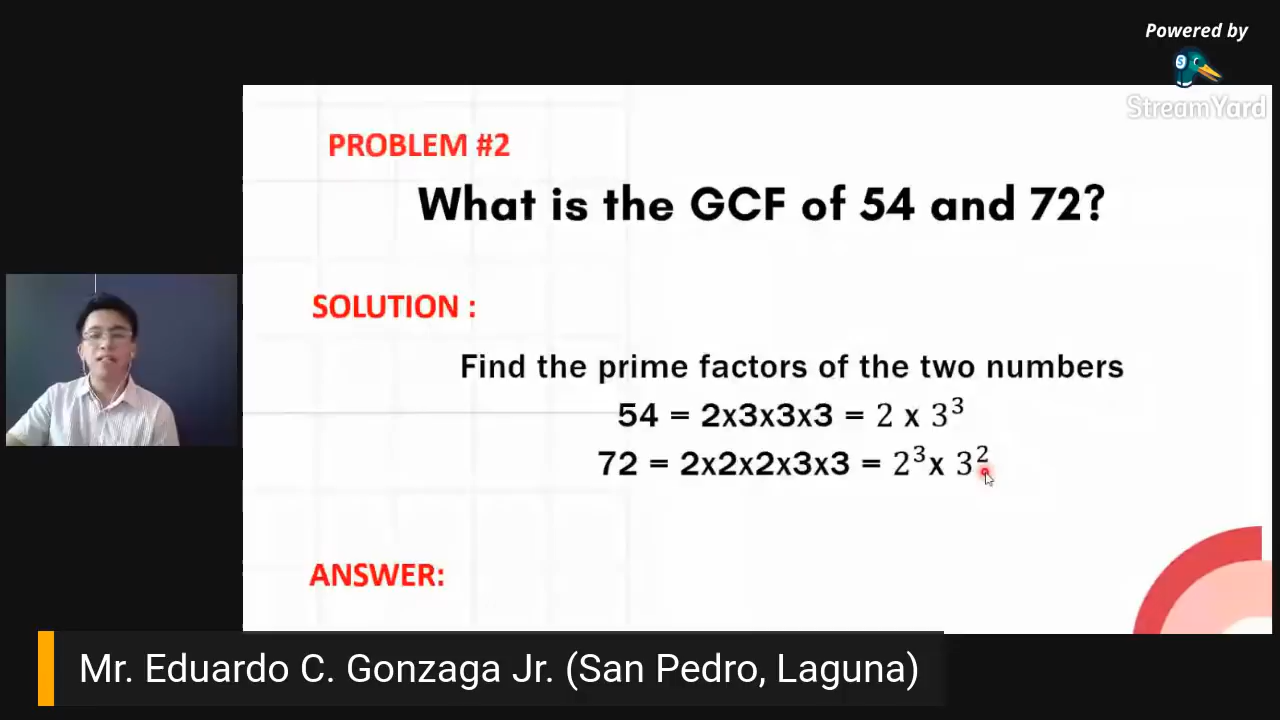 Powered by
StreamYard
PROBLEM #2
What is the GCF of 54 and 72?
SOLUTION :
Find the prime factors of the two numbers
54 = 2x3x3x3 = 2 x 3³
72 = 2x2x2x3x3 = 2³x 3²
ANSWER:
Mr. Eduardo C. Gonzaga Jr. (San Pedro, Laguna)